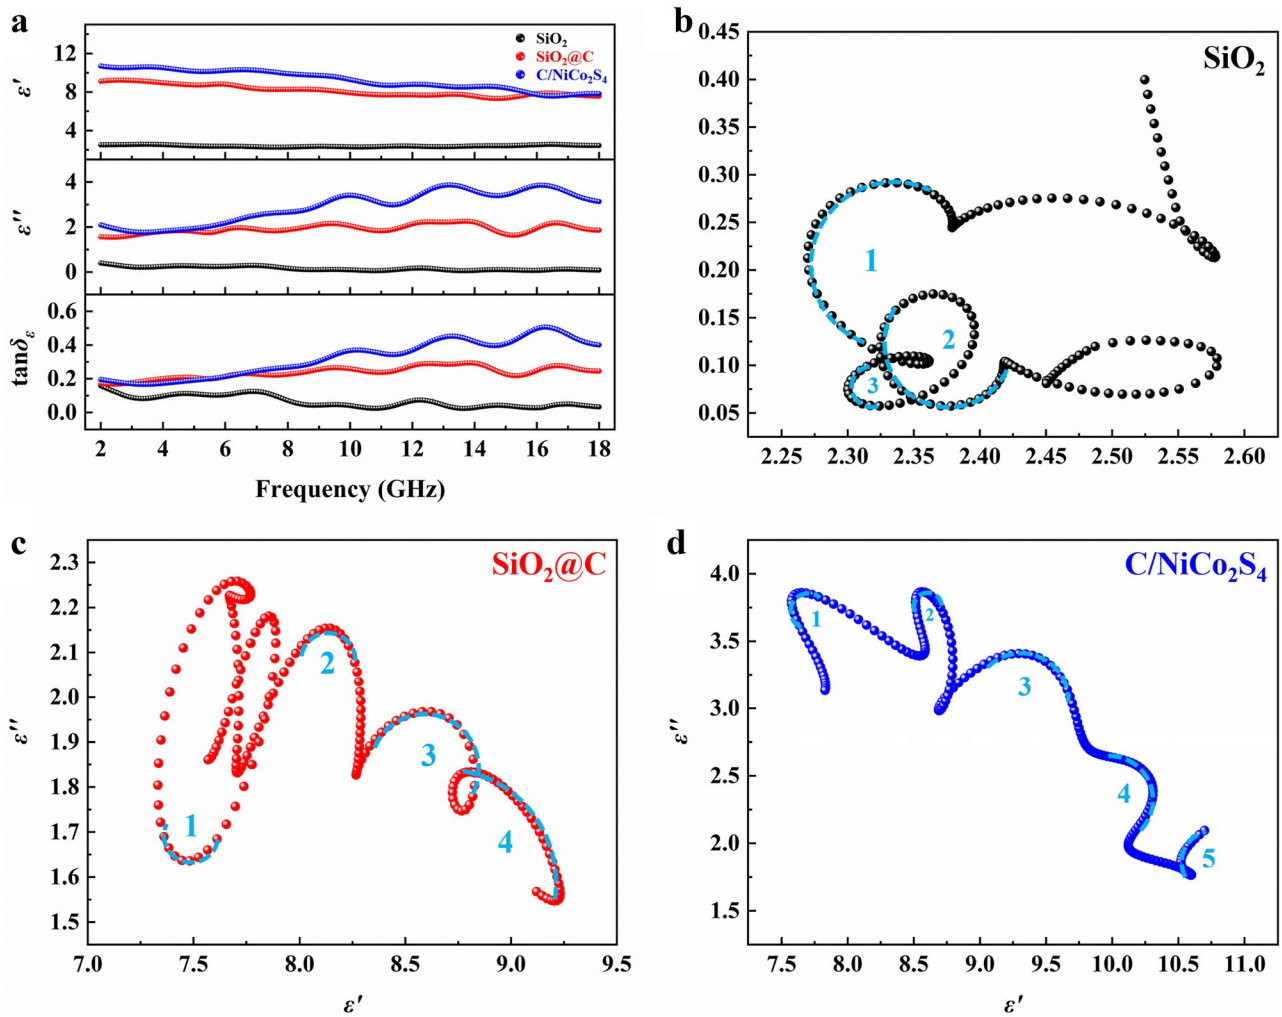 a
SiO₂
SiO₂@C
C/NiCo₂S₄
ε′
12
8
4
ε″
4
2
0
tanδε
0.6
0.4
0.2
0.0
2 4 6 8 10 12 14 16 18
Frequency (GHz)
b
SiO₂
0.45
0.40
0.35
0.30
0.25
0.20
0.15
0.10
0.05
1
2
3
2.25 2.30 2.35 2.40 2.45 2.50 2.55 2.60
c
SiO₂@C
ε″
2.3
2.2
2.1
2.0
1.9
1.8
1.7
1.6
1.5
1
2
3
4
7.0 7.5 8.0 8.5 9.0 9.5
ε′
d
C/NiCo₂S₄
ε″
4.0
3.5
3.0
2.5
2.0
1.5
1
2
3
4
5
7.5 8.0 8.5 9.0 9.5 10.0 10.5 11.0
ε′